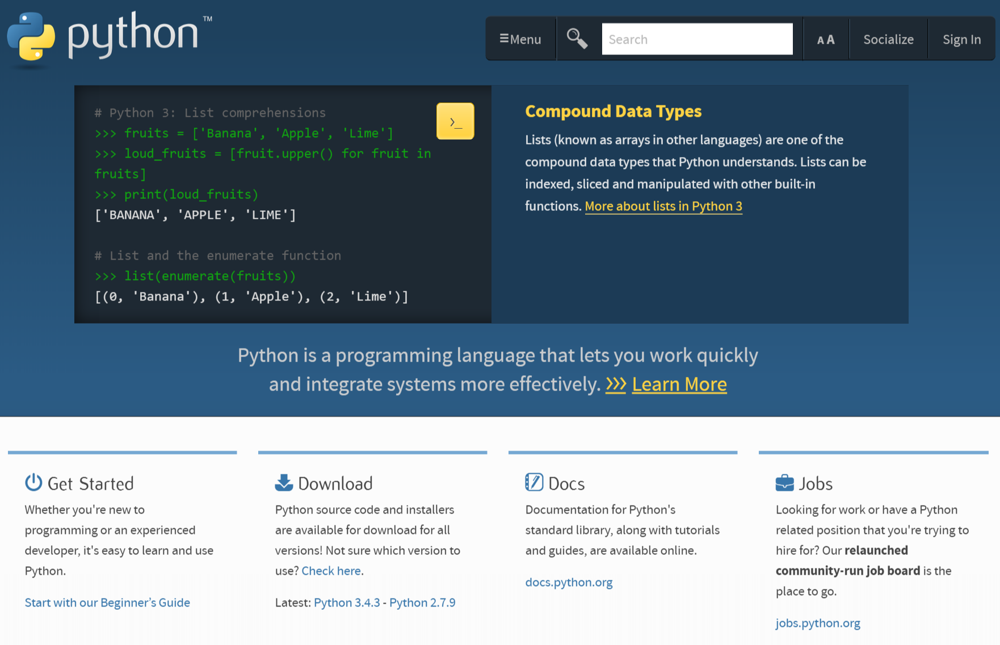 python™
≡Menu
Search
A A
Socialize
Sign In
# Python 3: List comprehensions
>>> fruits = ['Banana', 'Apple', 'Lime']
>>> loud_fruits = [fruit.upper() for fruit in
fruits]
>>> print(loud_fruits)
['BANANA', 'APPLE', 'LIME']
# List and the enumerate function
>>> list(enumerate(fruits))
[(0, 'Banana'), (1, 'Apple'), (2, 'Lime')]
>_
Compound Data Types
Lists (known as arrays in other languages) are one of the
compound data types that Python understands. Lists can be
indexed, sliced and manipulated with other built-in
functions. More about lists in Python 3
Python is a programming language that lets you work quickly
and integrate systems more effectively. >>> Learn More
Get Started
Whether you're new to
programming or an experienced
developer, it's easy to learn and use
Python.
Start with our Beginner’s Guide
Download
Python source code and installers
are available for download for all
versions! Not sure which version to
use? Check here.
Latest: Python 3.4.3 - Python 2.7.9
Docs
Documentation for Python's
standard library, along with tutorials
and guides, are available online.
docs.python.org
Jobs
Looking for work or have a Python
related position that you're trying to
hire for? Our relaunched
community-run job board is the
place to go.
jobs.python.org